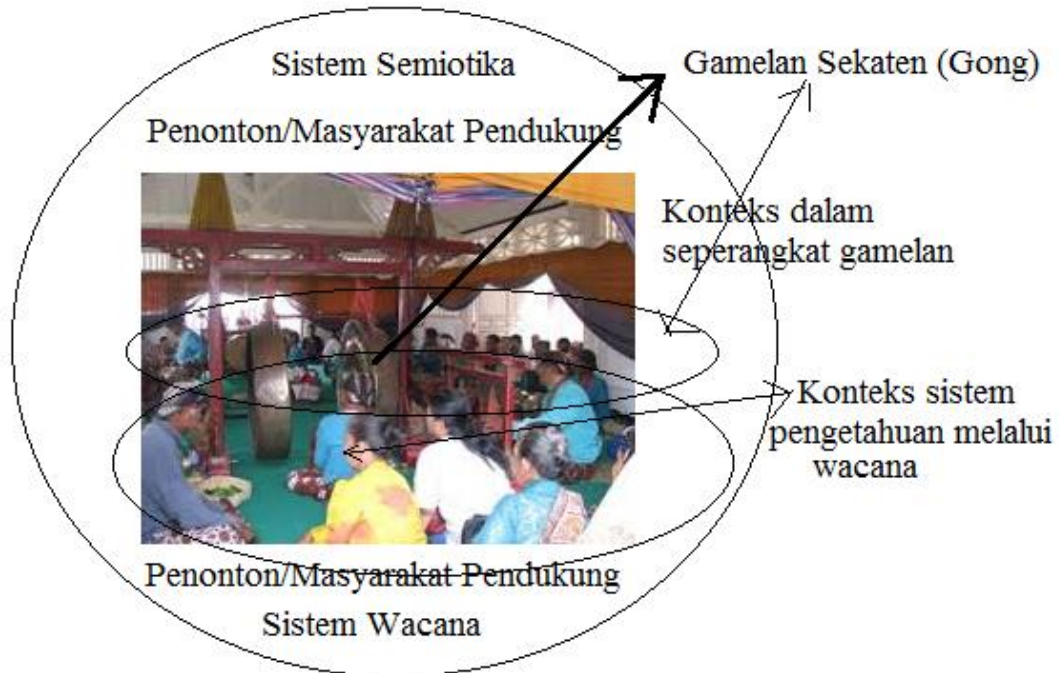 Sistem Semiotika
Gamelan Sekaten (Gong)
Penonton/Masyarakat Pendukung
Konteks dalam
seperangkat gamelan
Konteks sistem
pengetahuan melalui
wacana
Penonton/Masyarakat Pendukung
Sistem Wacana